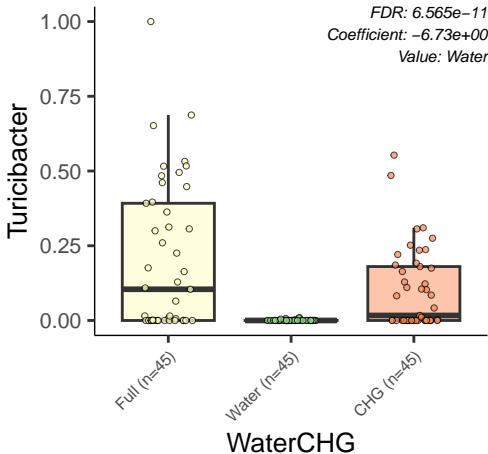 FDR: 6.565e−11
Coefficient: −6.73e+00
Value: Water
1.00
0.75
0.50
0.25
0.00
Turicibacter
Full (n=45)
Water (n=45)
CHG (n=45)
WaterCHG